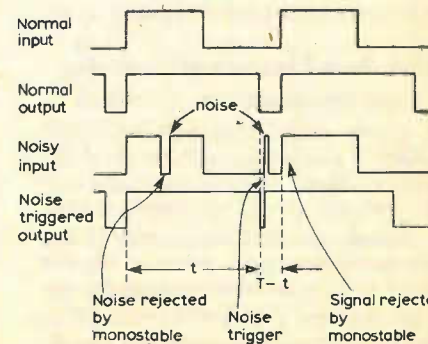 Normal
input
Normal
output
noise
Noisy
input
Noise
triggered
output
t
T- t
Noise rejected
by
monostable
Noise
trigger
Signal rejecte
by
monostable